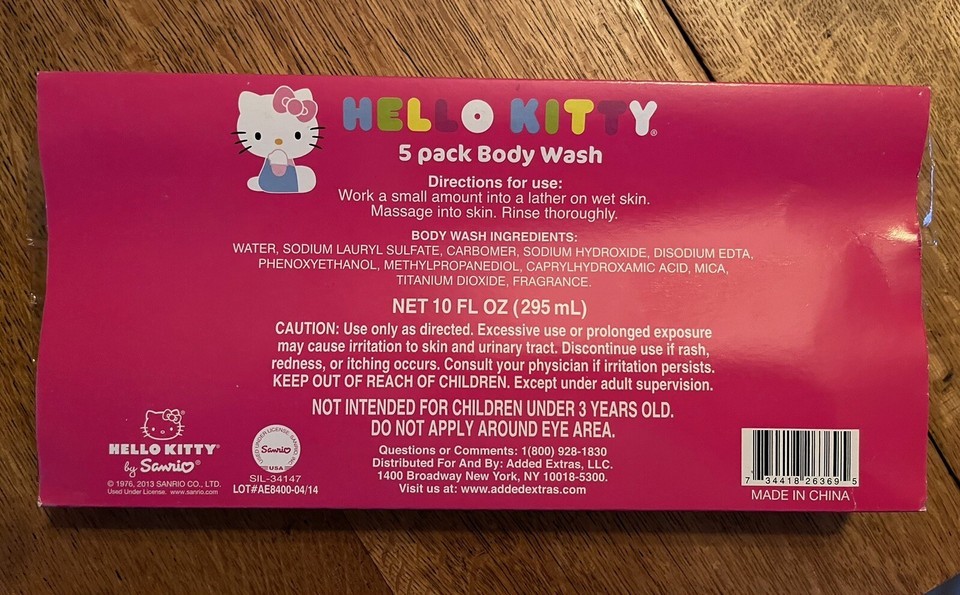 HELLO KITTY®
5 pack Body Wash
Directions for use:
Work a small amount into a lather on wet skin.
Massage into skin. Rinse thoroughly.
BODY WASH INGREDIENTS:
WATER, SODIUM LAURYL SULFATE, CARBOMER, SODIUM HYDROXIDE, DISODIUM EDTA,
PHENOXYETHANOL, METHYLPROPANEDIOL, CAPRYLHYDROXAMIC ACID, MICA,
TITANIUM DIOXIDE, FRAGRANCE.
NET 10 FL OZ (295 mL)
CAUTION: Use only as directed. Excessive use or prolonged exposure
may cause irritation to skin and urinary tract. Discontinue use if rash,
redness, or itching occurs. Consult your physician if irritation persists.
KEEP OUT OF REACH OF CHILDREN. Except under adult supervision.
NOT INTENDED FOR CHILDREN UNDER 3 YEARS OLD.
DO NOT APPLY AROUND EYE AREA.
HELLO KITTY®
by Sanrio®
© 1976, 2013 SANRIO CO., LTD.
Used Under License. www.sanrio.com
USED UNDER LICENSE SANRIO, INC.
Sanrio
USA
SIL-34147
LOT#AE8400-04/14
Questions or Comments: 1(800) 928-1830
Distributed For And By: Added Extras, LLC.
1400 Broadway New York, NY 10018-5300.
Visit us at: www.addedextras.com
7 34418 26369 5
MADE IN CHINA